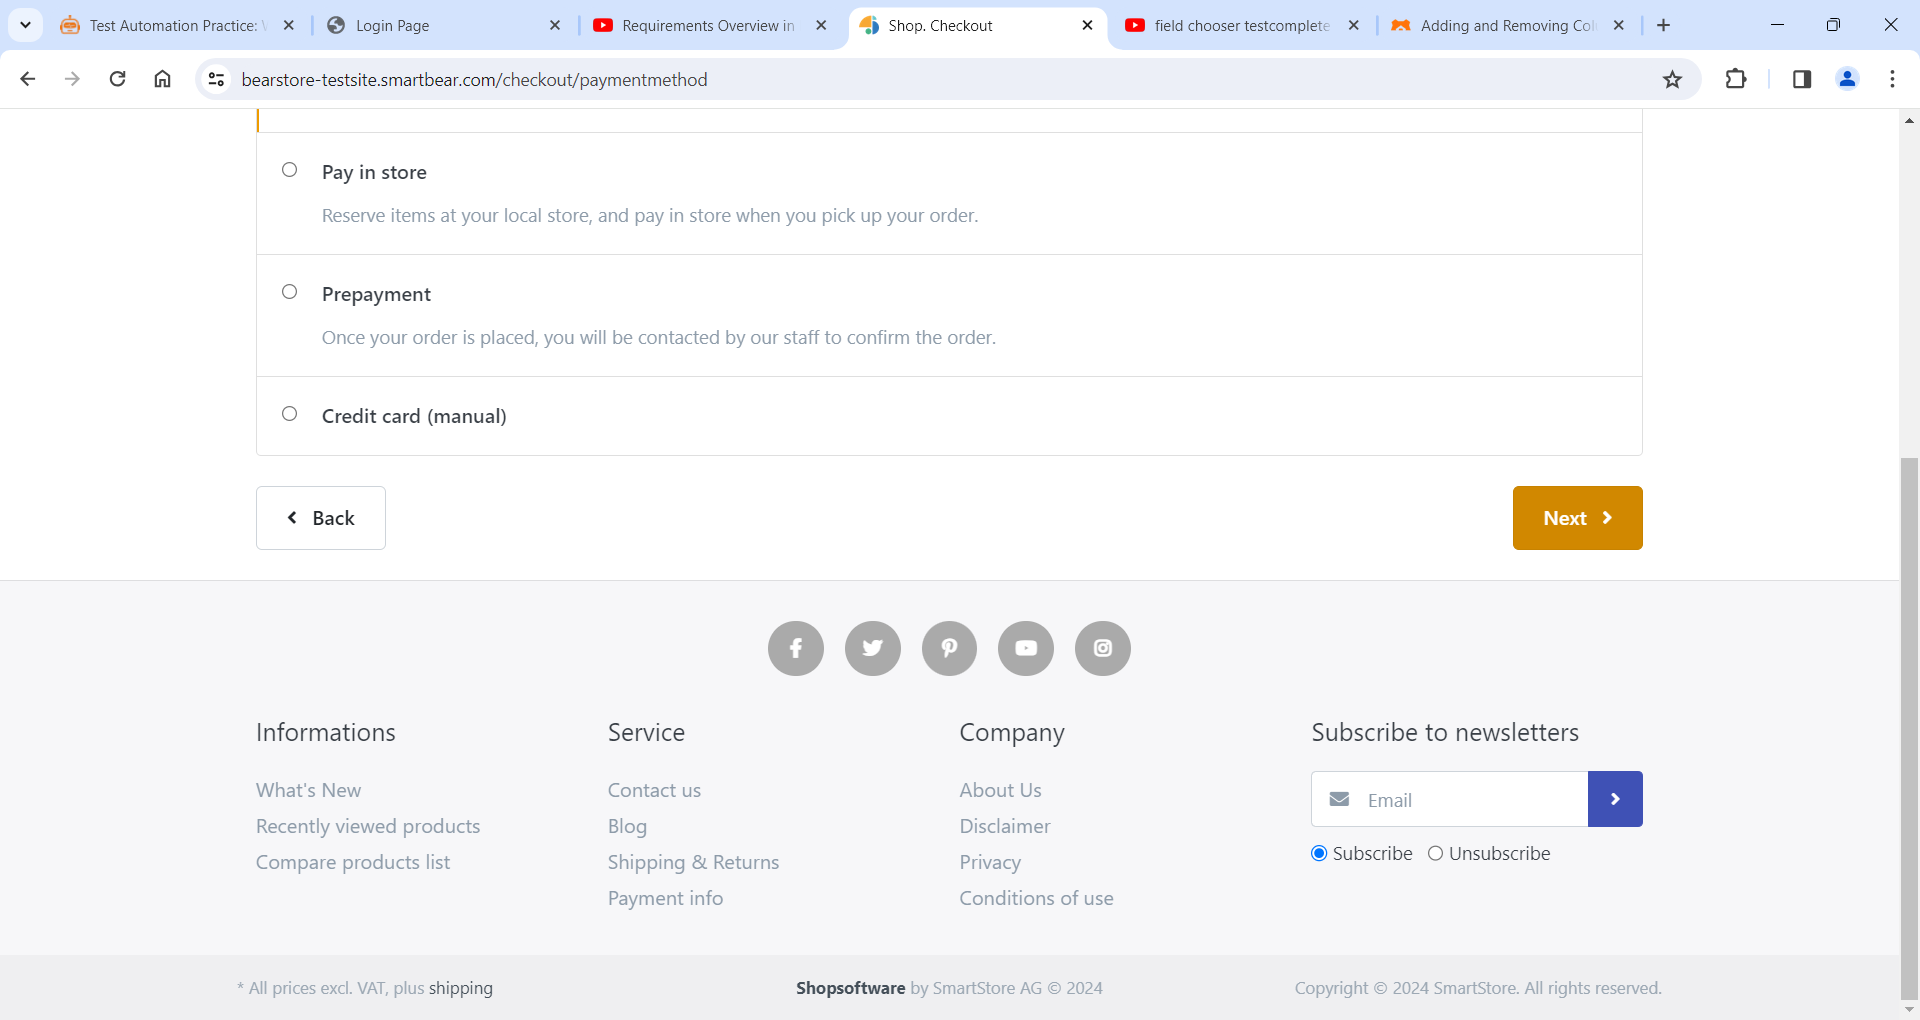 Test Automation Practice:
Login Page
Requirements Overview in
Shop. Checkout
field chooser testcomplete
Adding and Removing Col
bearstore-testsite.smartbear.com/checkout/paymentmethod
Pay in store
Reserve items at your local store, and pay in store when you pick up your order.
Prepayment
Once your order is placed, you will be contacted by our staff to confirm the order.
Credit card (manual)
Back
Next
Informations
What's New
Recently viewed products
Compare products list
Service
Contact us
Blog
Shipping & Returns
Payment info
Company
About Us
Disclaimer
Privacy
Conditions of use
Subscribe to newsletters
Email
Subscribe Unsubscribe
* All prices excl. VAT, plus shipping
Shopsoftware by SmartStore AG © 2024
Copyright © 2024 SmartStore. All rights reserved.